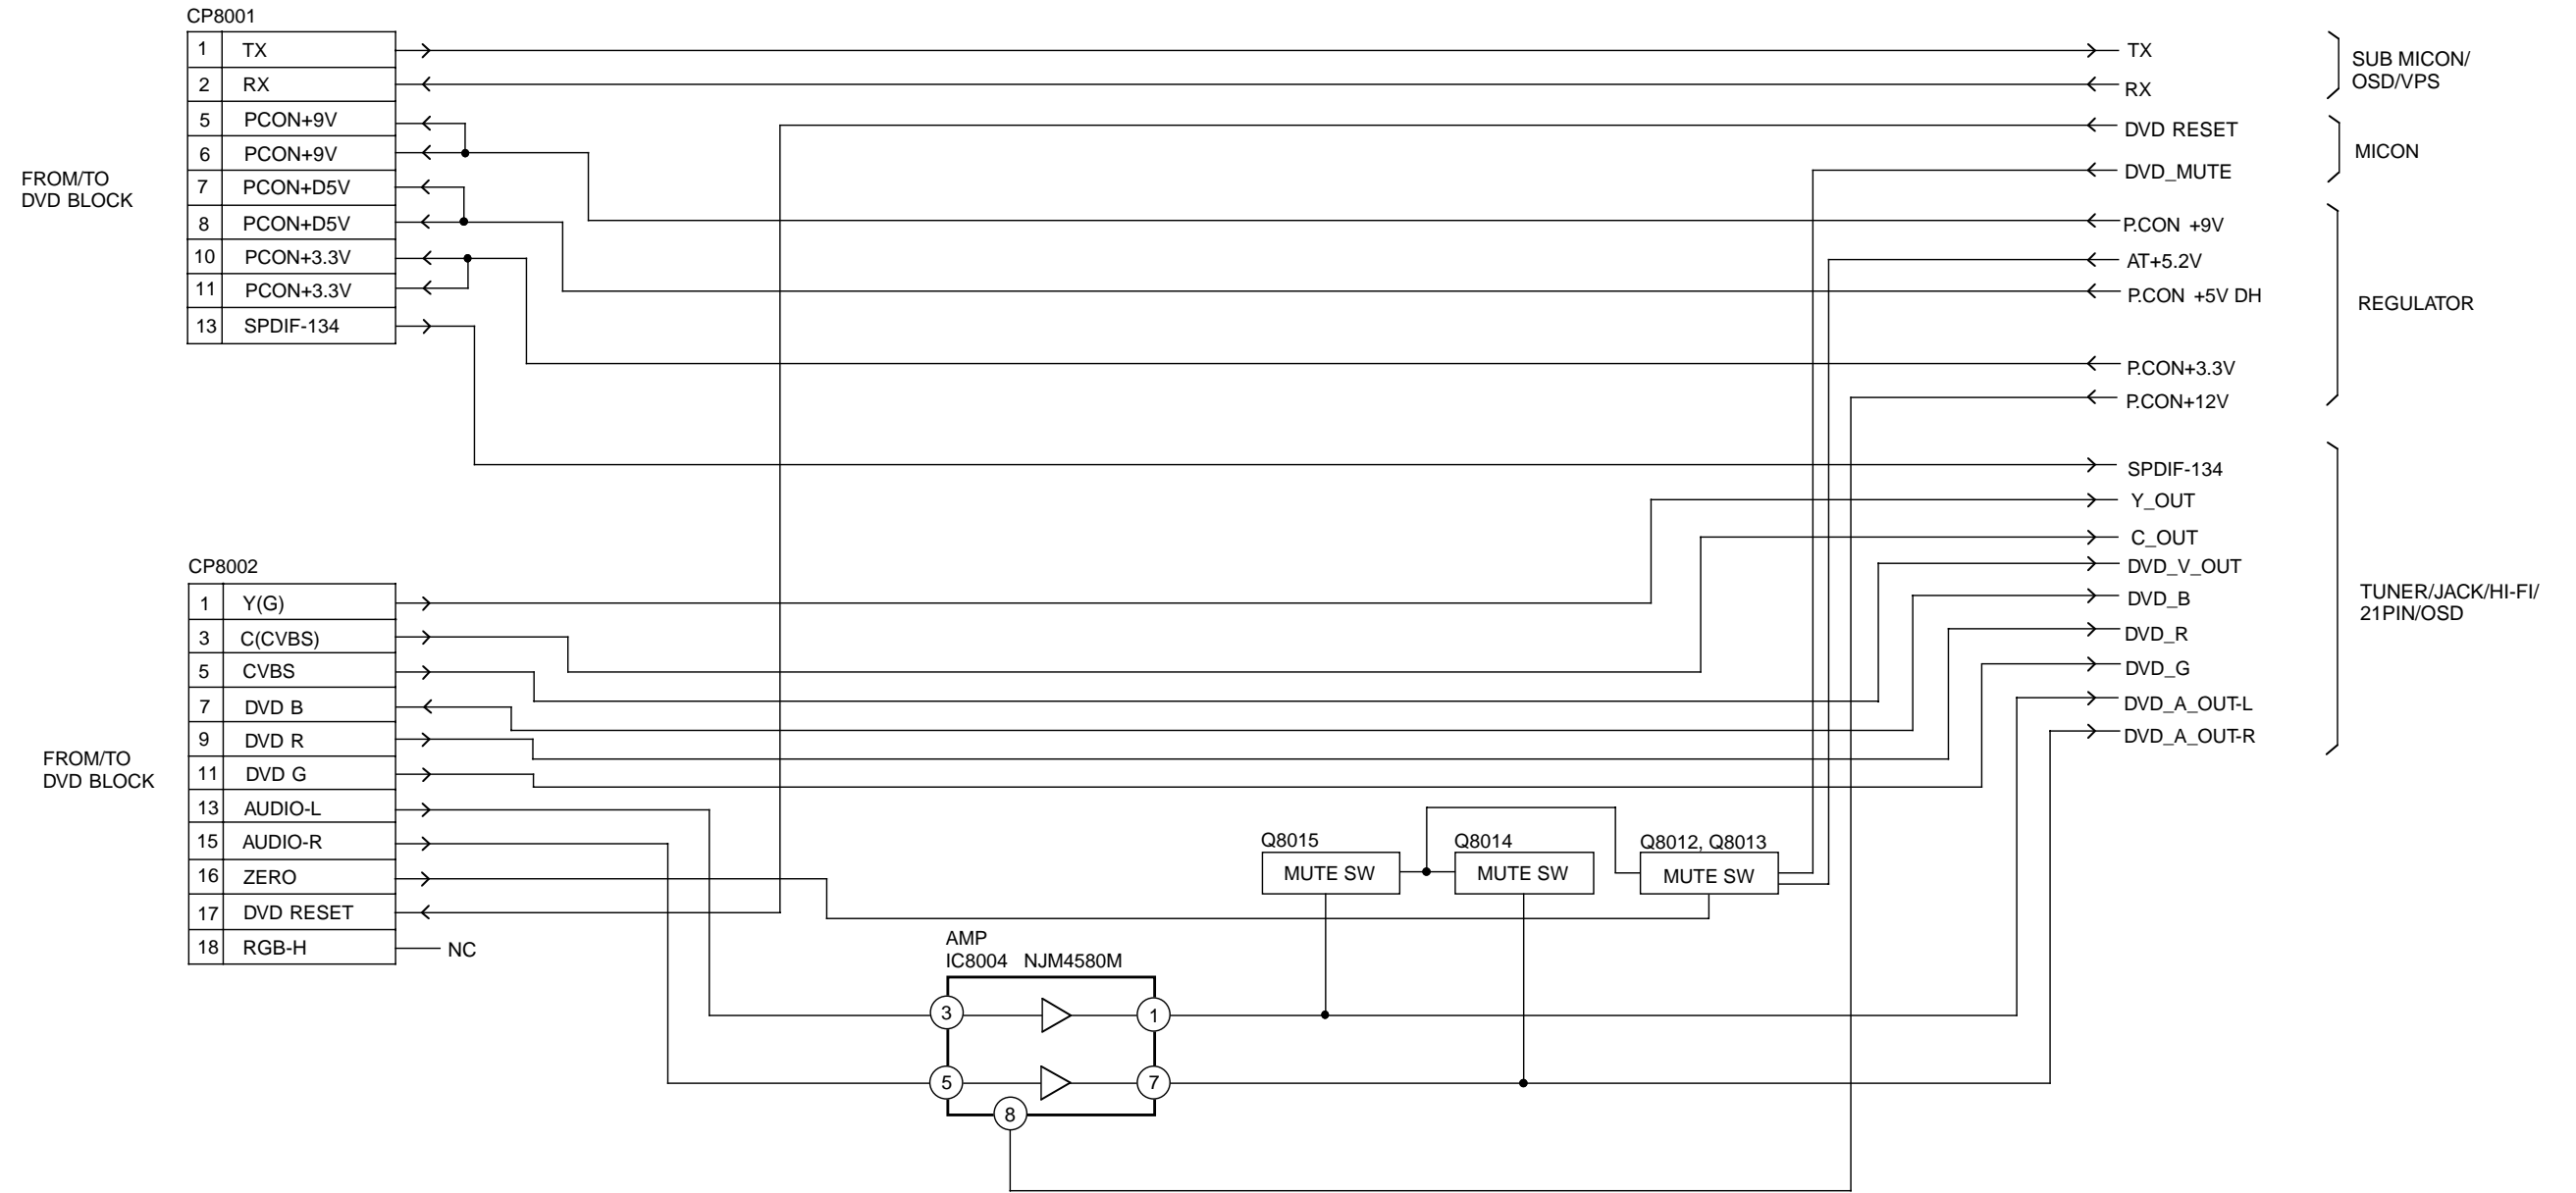 CP8001
1 TX
2 RX
5 PCON+9V
6 PCON+9V
7 PCON+D5V
8 PCON+D5V
10 PCON+3.3V
11 PCON+3.3V
13 SPDIF-134
FROM/TO
DVD BLOCK
TX
RX
SUB MICON/
OSD/VPS
DVD RESET
DVD_MUTE
MICON
P.CON +9V
AT+5.2V
P.CON +5V DH
P.CON+3.3V
P.CON+12V
REGULATOR
SPDIF-134
Y_OUT
C_OUT
DVD_V_OUT
DVD_B
DVD_R
DVD_G
DVD_A_OUT-L
DVD_A_OUT-R
TUNER/JACK/HI-FI/
21PIN/OSD
CP8002
1 Y(G)
3 C(CVBS)
5 CVBS
7 DVD B
9 DVD R
11 DVD G
13 AUDIO-L
15 AUDIO-R
16 ZERO
17 DVD RESET
18 RGB-H
NC
FROM/TO
DVD BLOCK
Q8015
MUTE SW
Q8014
MUTE SW
Q8012, Q8013
MUTE SW
AMP
IC8004 NJM4580M
3
1
5
7
8